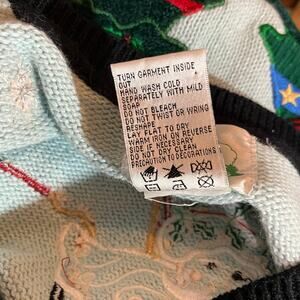 TURN GARMENT INSIDE
OUT
HAND WASH COLD
SEPARATELY WITH MILD
SOAP
DO NOT BLEACH
DO NOT TWIST OR WRING
RESHAPE
LAY FLAT TO DRY
WARM IRON ON REVERSE
SIDE IF NECESSARY
DO NOT DRY CLEAN
PRECAUTION TO DECORATIONS